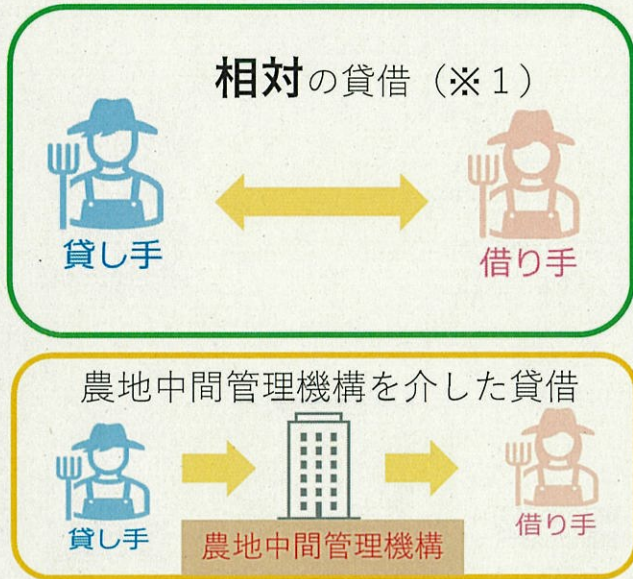 相対の貸借（※１）
貸し手
借り手
農地中間管理機構を介した貸借
貸し手
農地中間管理機構
借り手